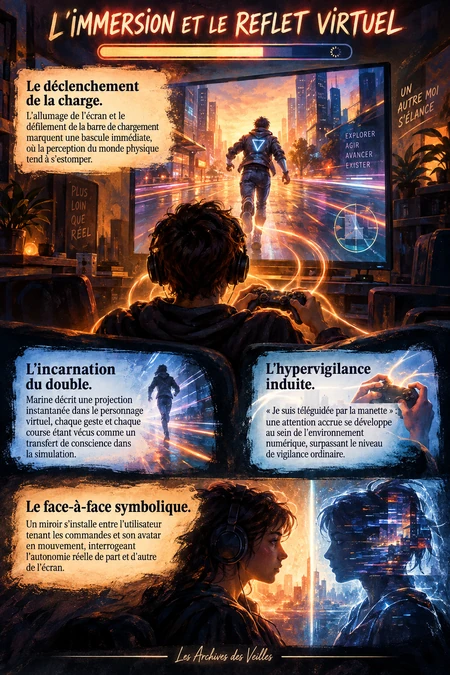 L'IMMERSION ET LE REFLET VIRTUEL
Le déclenchement
de la charge.
L'allumage de l'écran et le
défilement de la barre de chargement
marquent une bascule immédiate,
où la perception du monde physique
tend à s'estomper.
UN
AUTRE MOI
S'ÉLANCE
EXPLORER
AGIR
AVANCER
EXISTER
PLUS
LOIN
QUE
RÉEL
L'incarnation
du double.
Marine décrit une projection
instantanée dans le personnage
virtuel, chaque geste et chaque
course étant vécus comme un
transfert de conscience dans
la simulation.
L'hypervigilance
induite.
« Je suis téléguidée par la manette » :
une attention accrue se développe
au sein de l'environnement
numérique, surpassant le niveau
de vigilance ordinaire.
Le face-à-face symbolique.
Un miroir s'installe entre l'utilisateur
tenant les commandes et son avatar
en mouvement, interrogeant
l'autonomie réelle de part et d'autre
de l'écran.
Les Archives des Veilles